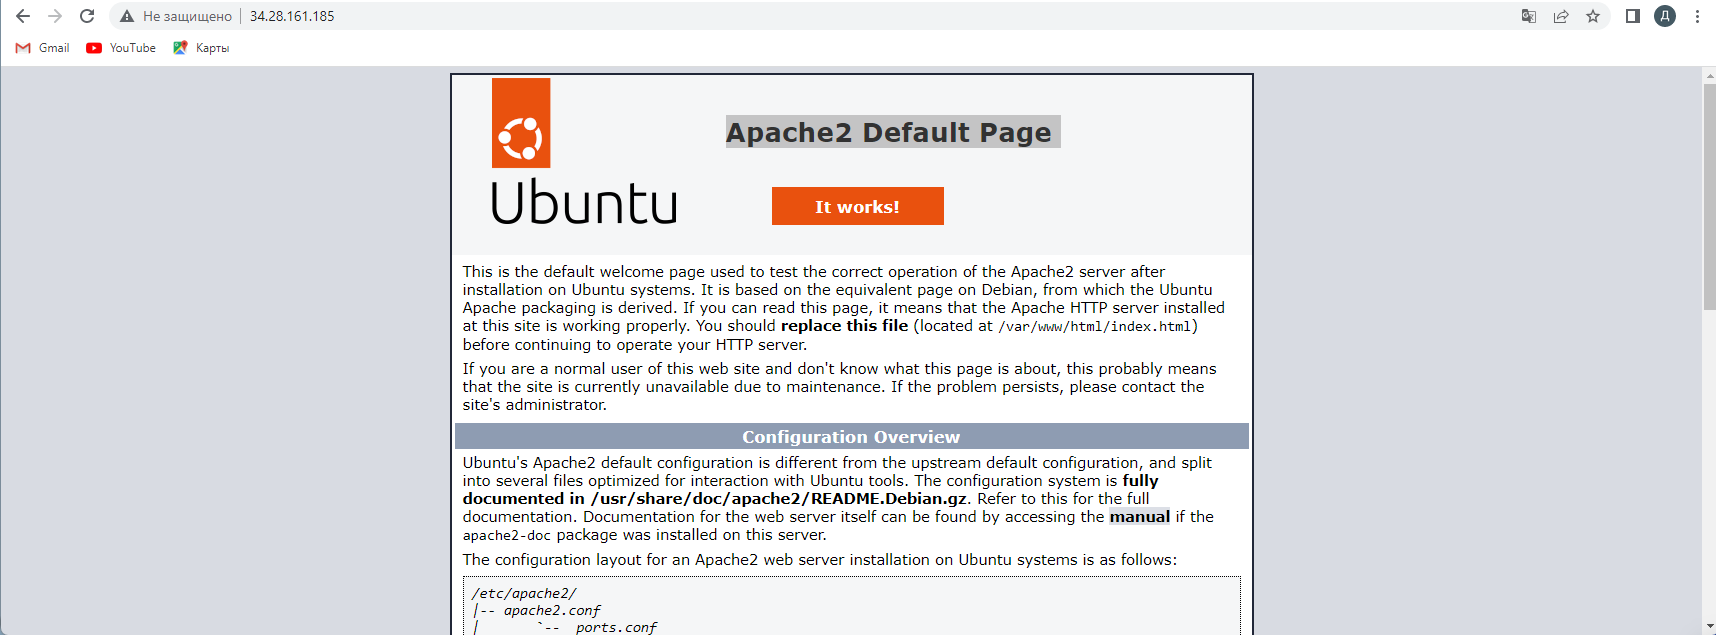 Не защищено 34.28.161.185
Д
Gmail YouTube Карты
Apache2 Default Page
Ubuntu
It works!
This is the default welcome page used to test the correct operation of the Apache2 server after
installation on Ubuntu systems. It is based on the equivalent page on Debian, from which the Ubuntu
Apache packaging is derived. If you can read this page, it means that the Apache HTTP server installed
at this site is working properly. You should replace this file (located at /var/www/html/index.html)
before continuing to operate your HTTP server.
If you are a normal user of this web site and don't know what this page is about, this probably means
that the site is currently unavailable due to maintenance. If the problem persists, please contact the
site's administrator.
Configuration Overview
Ubuntu's Apache2 default configuration is different from the upstream default configuration, and split
into several files optimized for interaction with Ubuntu tools. The configuration system is fully
documented in /usr/share/doc/apache2/README.Debian.gz. Refer to this for the full
documentation. Documentation for the web server itself can be found by accessing the manual if the
apache2-doc package was installed on this server.
The configuration layout for an Apache2 web server installation on Ubuntu systems is as follows:
/etc/apache2/
|-- apache2.conf
|       `--  ports.conf